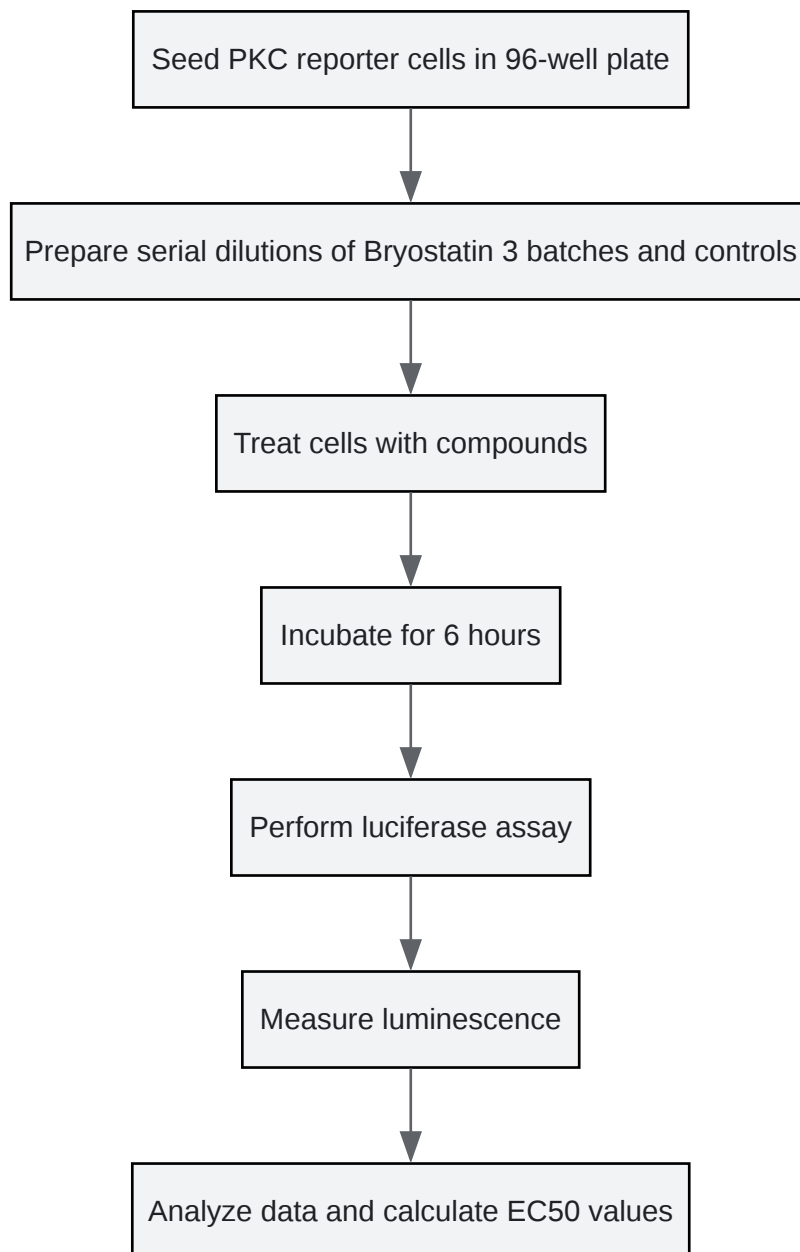 Seed PKC reporter cells in 96-well plate
Prepare serial dilutions of Bryostatin 3 batches and controls
Treat cells with compounds
Incubate for 6 hours
Perform luciferase assay
Measure luminescence
Analyze data and calculate EC50 values